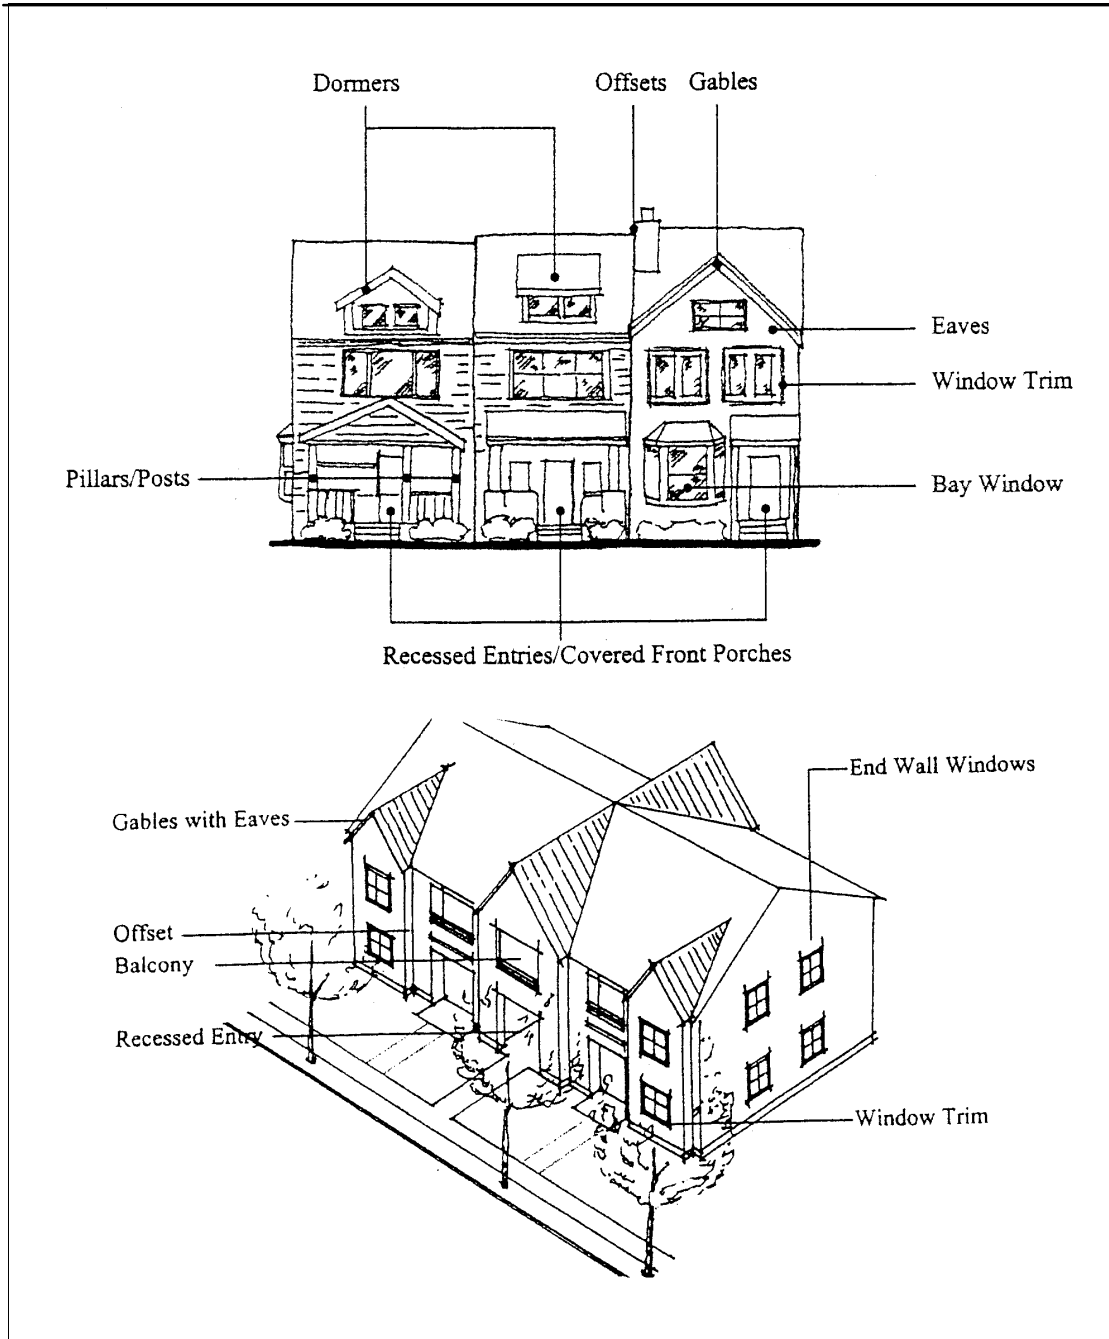 Dormers
Offsets
Gables
Eaves
Window Trim
Pillars/Posts
Bay Window
Recessed Entries/Covered Front Porches
End Wall Windows
Gables with Eaves
Offset
Balcony
Recessed Entry
Window Trim